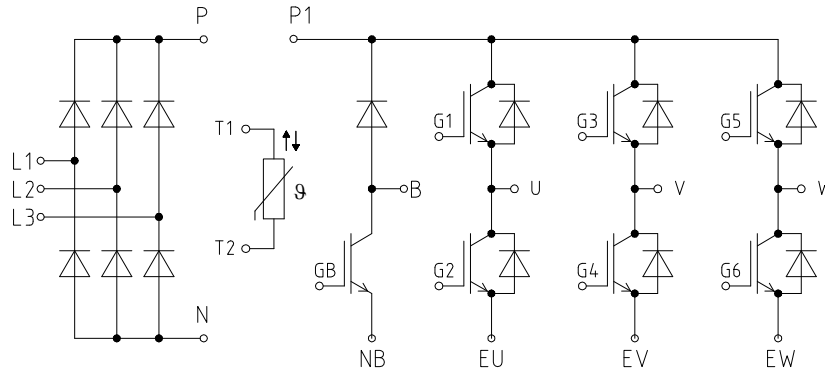 P P1
T1 G1 G3 G5
L1
L2 ϑ B U V W
L3
T2 GB G2 G4 G6
N
NB EU EV EW